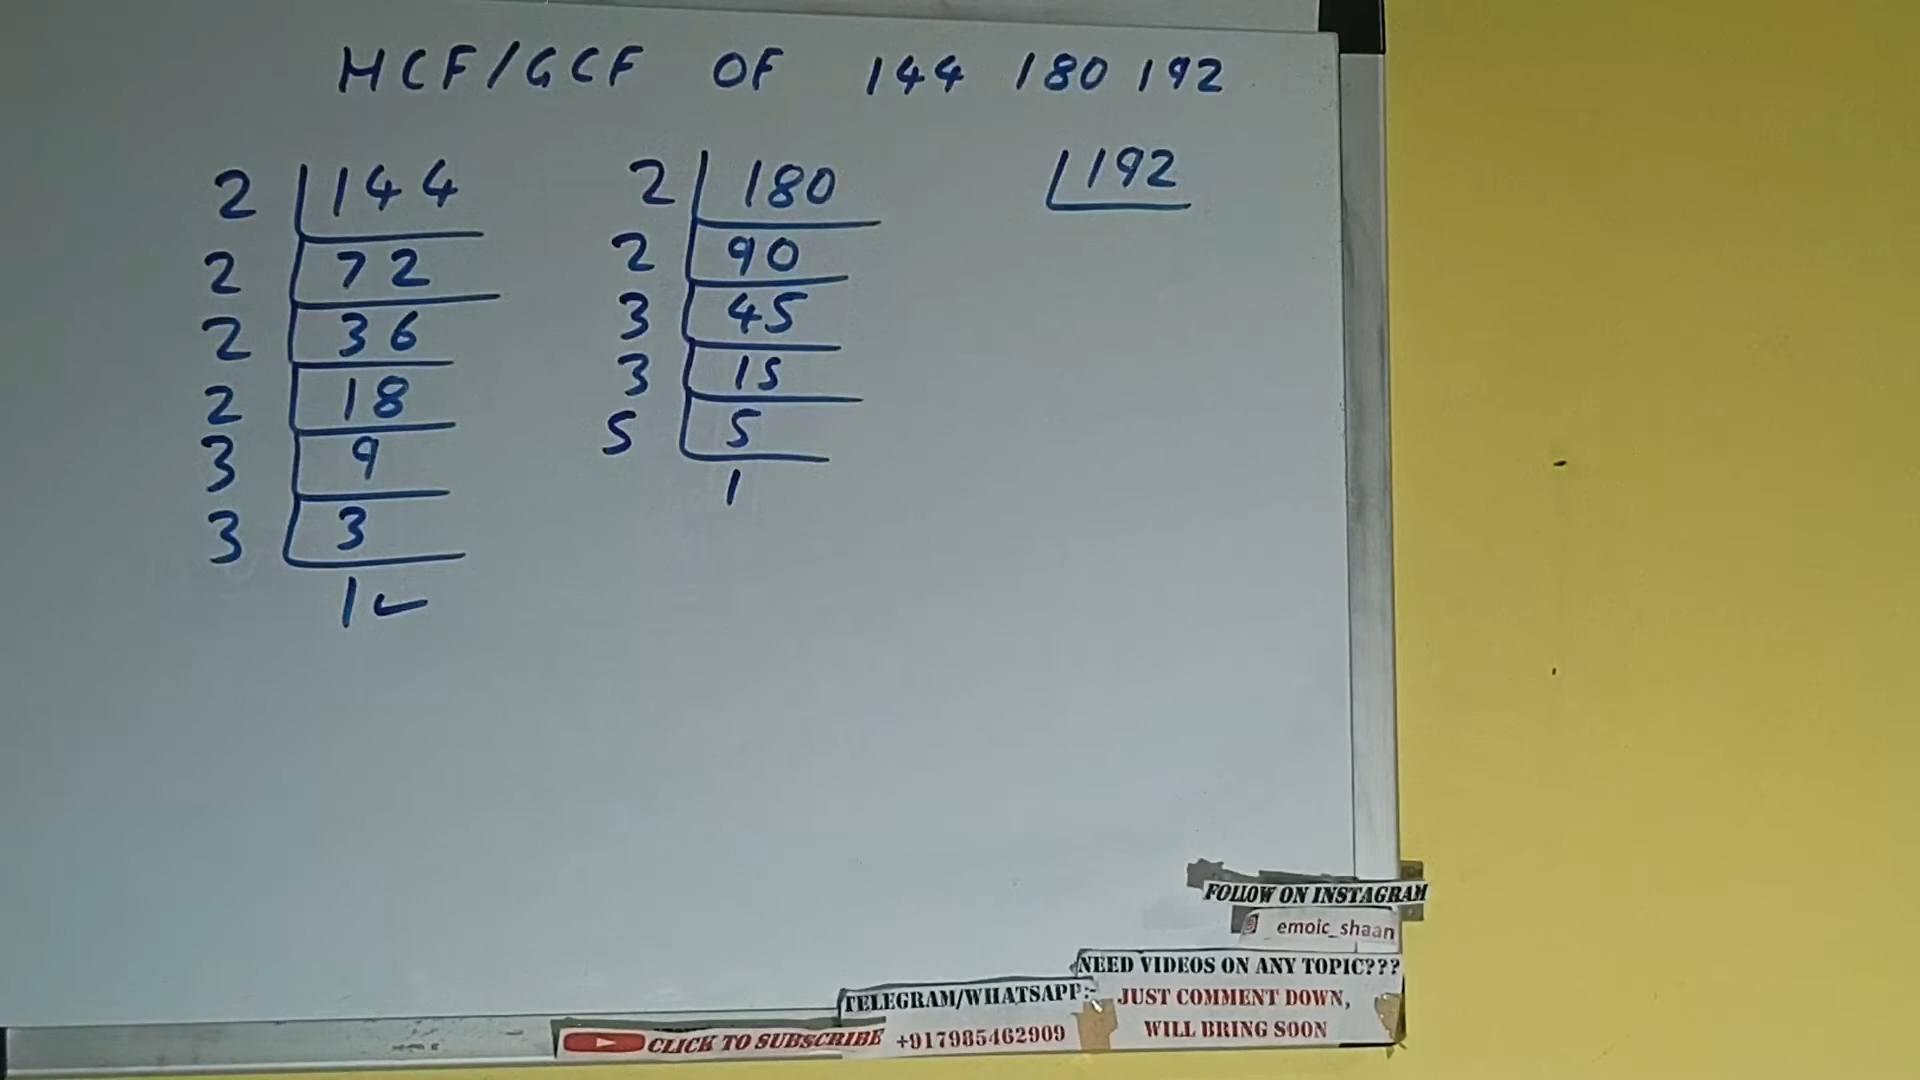 HCF/GCF OF 144 180 192
2 144
2 72
2 36
2 18
3 9
3 3
1
2 180
2 90
3 45
3 15
5 5
1
192
FOLLOW ON INSTAGRAM
emoic_shaan
NEED VIDEOS ON ANY TOPIC???
JUST COMMENT DOWN,
WILL BRING SOON
TELEGRAM/WHATSAPP:-
+917985462909
CLICK TO SUBSCRIBE